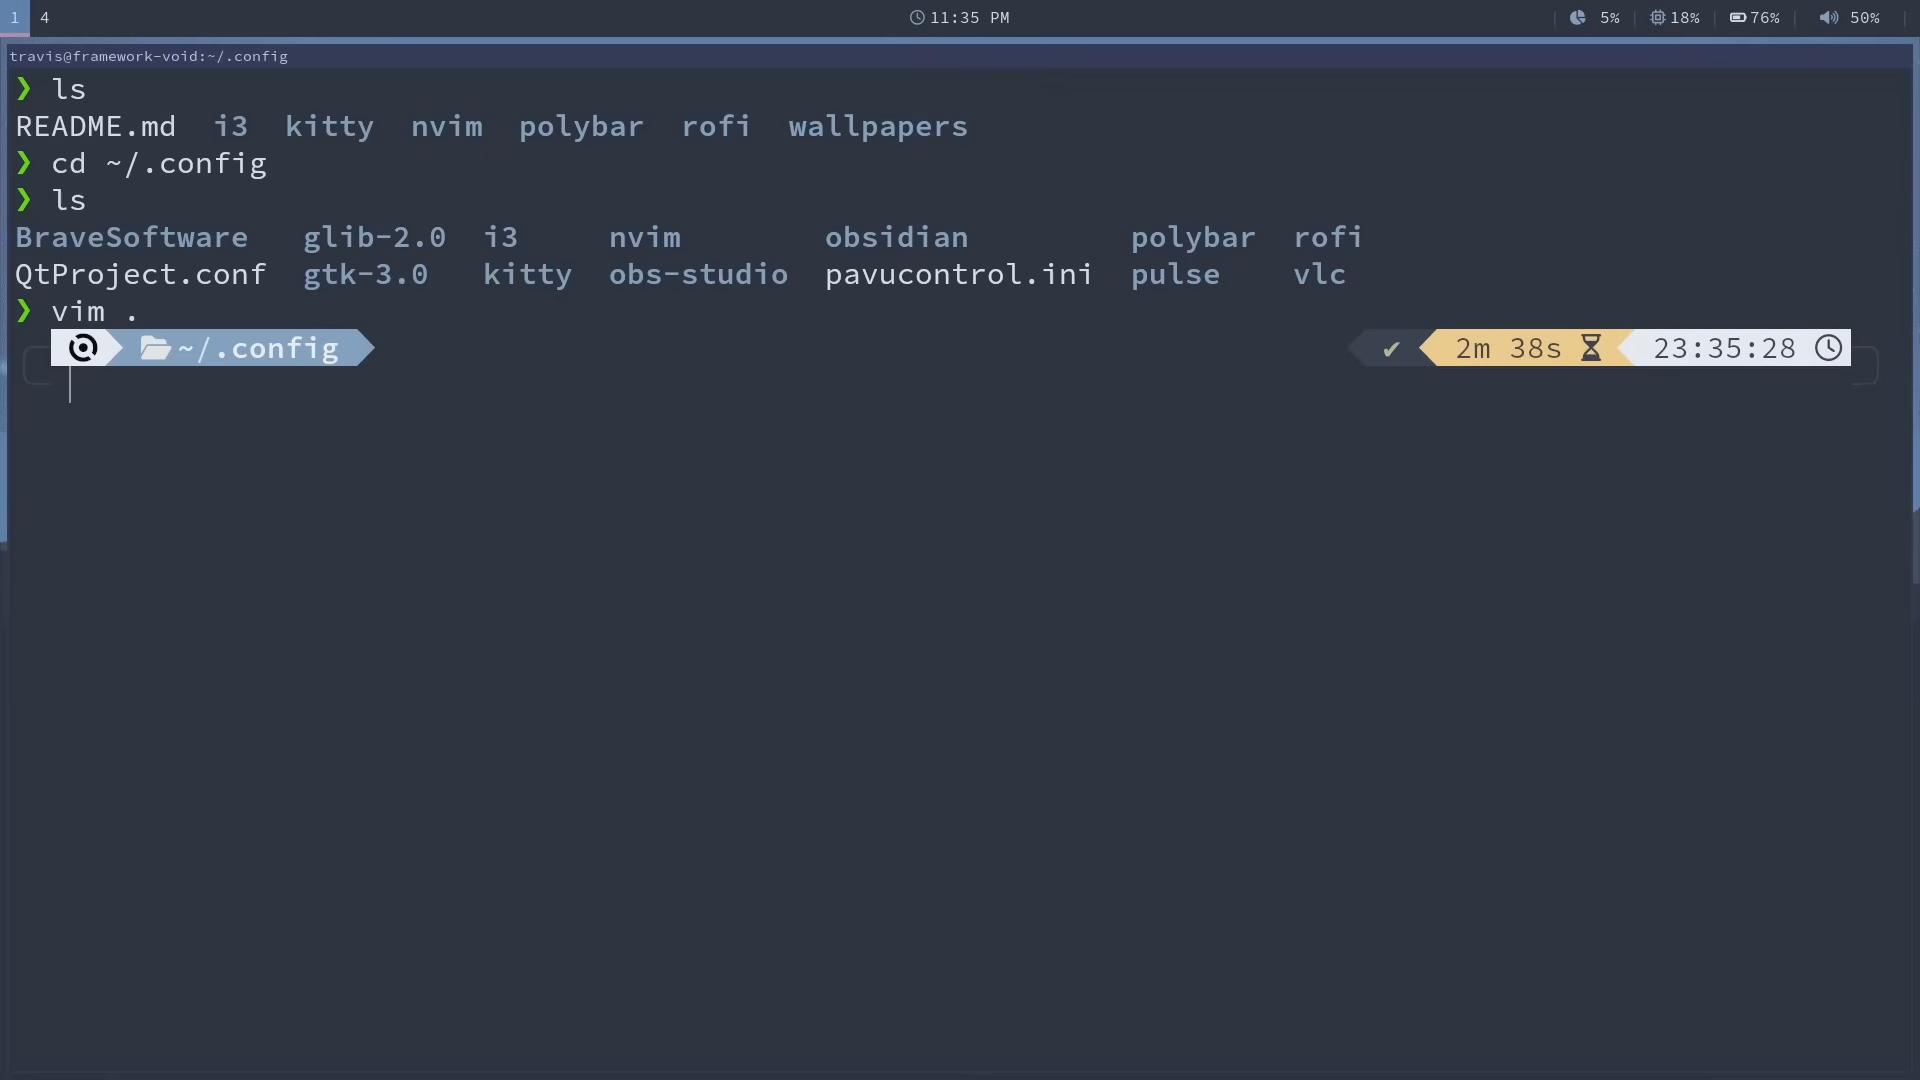 1 4 11:35 PM 5% 18% 76% 50%
travis@framework-void:~/.config
❯ ls
README.md i3 kitty nvim polybar rofi wallpapers
❯ cd ~/.config
❯ ls
BraveSoftware glib-2.0 i3 nvim obsidian polybar rofi
QtProject.conf gtk-3.0 kitty obs-studio pavucontrol.ini pulse vlc
❯ vim .
~/.config ✔ 2m 38s 23:35:28